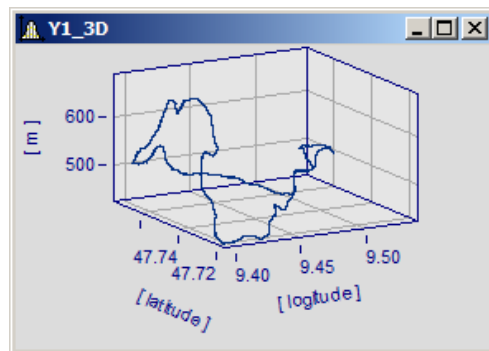 Y1_3D
600
[ m ]
500
47.74
47.72
9.40
9.45
9.50
[ latitude ]
[ logitude ]